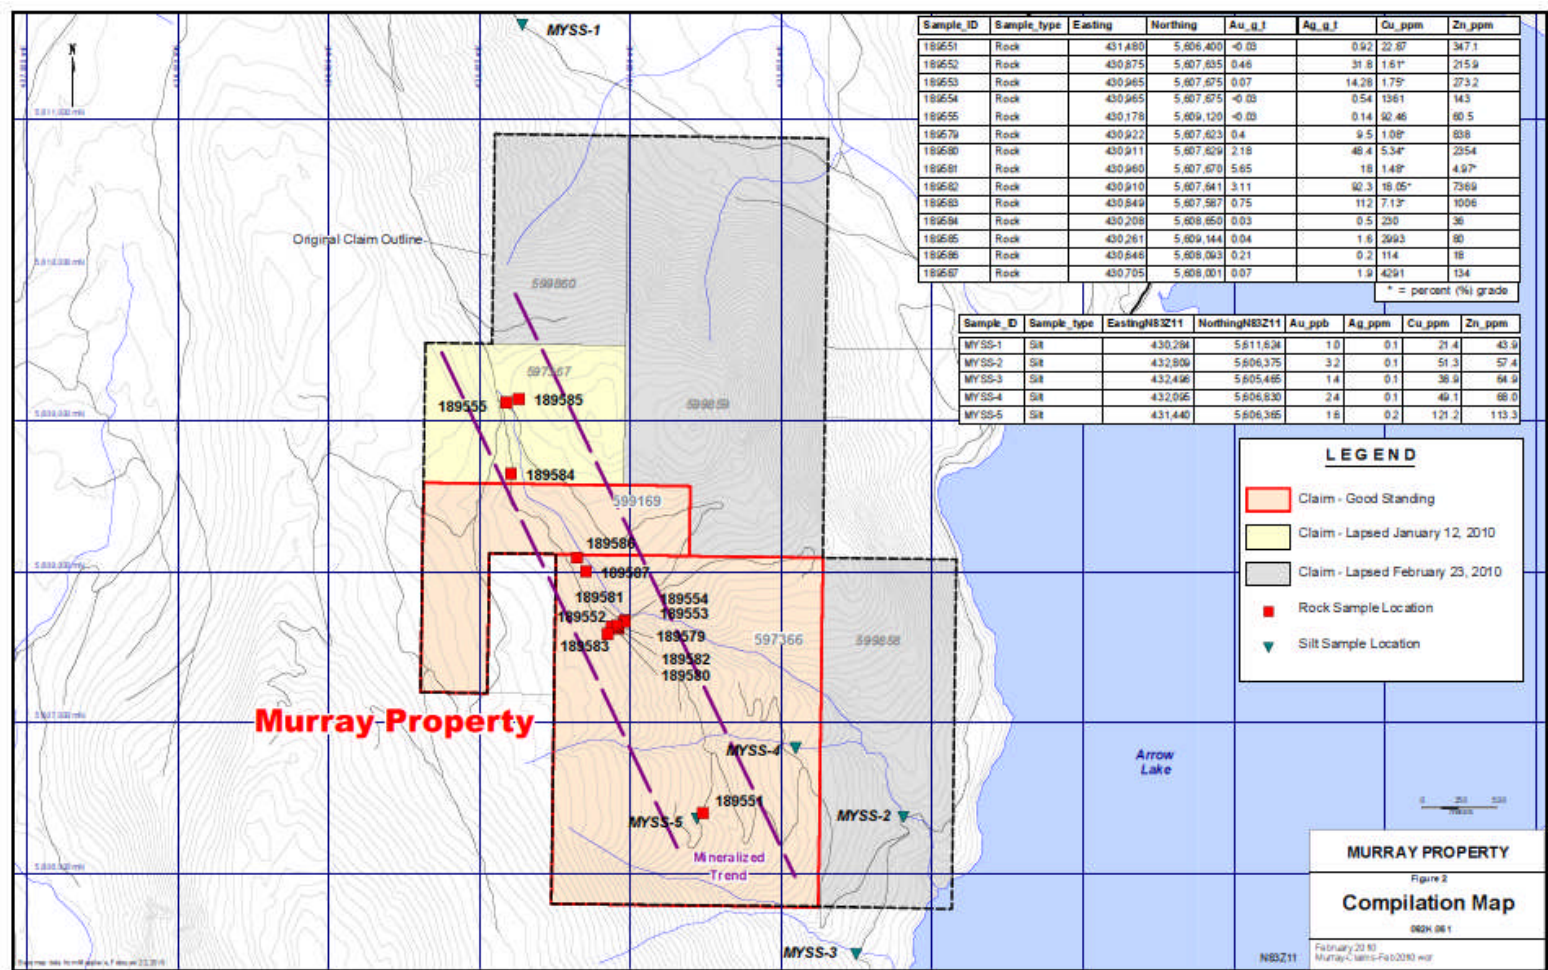 Sample_ID Sample_type Easting Northing Au_g_t Ag_g_t Cu_ppm Zn_ppm
189551 Rock 431,480 5,606,400 <0.03 0.92 22.87 347.1
189552 Rock 430,875 5,607,635 0.46 31.8 1.61* 215.9
189553 Rock 430,965 5,607,675 0.07 14.28 1.75* 273.2
189554 Rock 430,965 5,607,675 <0.03 0.54 1361 143
189555 Rock 430,178 5,609,120 <0.03 0.14 92.46 60.5
189579 Rock 430,922 5,607,623 0.4 9.5 1.08* 838
189580 Rock 430,911 5,607,629 2.18 48.4 5.34* 2354
189581 Rock 430,960 5,607,670 5.65 18 1.48* 4.97*
189582 Rock 430,910 5,607,641 3.11 92.3 18.05* 7369
189583 Rock 430,849 5,607,587 0.75 112 7.13* 1006
189584 Rock 430,208 5,608,650 0.03 0.5 230 36
189585 Rock 430,261 5,609,144 0.04 1.6 2993 80
189586 Rock 430,646 5,608,093 0.21 0.2 114 18
189587 Rock 430,705 5,608,001 0.07 1.9 4291 134
* = percent (%) grade
Sample_ID Sample_type EastingN83Z11 NorthingN83Z11 Au_ppb Ag_ppm Cu_ppm Zn_ppm
MYSS-1 Silt 430,284 5,611,624 1.0 0.1 21.4 43.9
MYSS-2 Silt 432,809 5,606,375 3.2 0.1 51.3 57.4
MYSS-3 Silt 432,496 5,605,465 1.4 0.1 38.9 64.9
MYSS-4 Silt 432,095 5,606,830 2.4 0.1 49.1 68.0
MYSS-5 Silt 431,440 5,606,365 1.6 0.2 121.2 113.3
N
MYSS-1
Original Claim Outline
599860
597367
599859
189555
189585
189584
599169
189586
189587
189581
189554
189552
189553
189579
189583
189582
189580
597366
599858
Murray Property
MYSS-4
189551
MYSS-5
MYSS-2
Mineralized
Trend
MYSS-3
Arrow
Lake
LEGEND
Claim - Good Standing
Claim - Lapsed January 12, 2010
Claim - Lapsed February 23, 2010
Rock Sample Location
Silt Sample Location
MURRAY PROPERTY
Figure 2
Compilation Map
082K.051
February 2010
Murray-Claims-Feb2010.wor
N83Z11